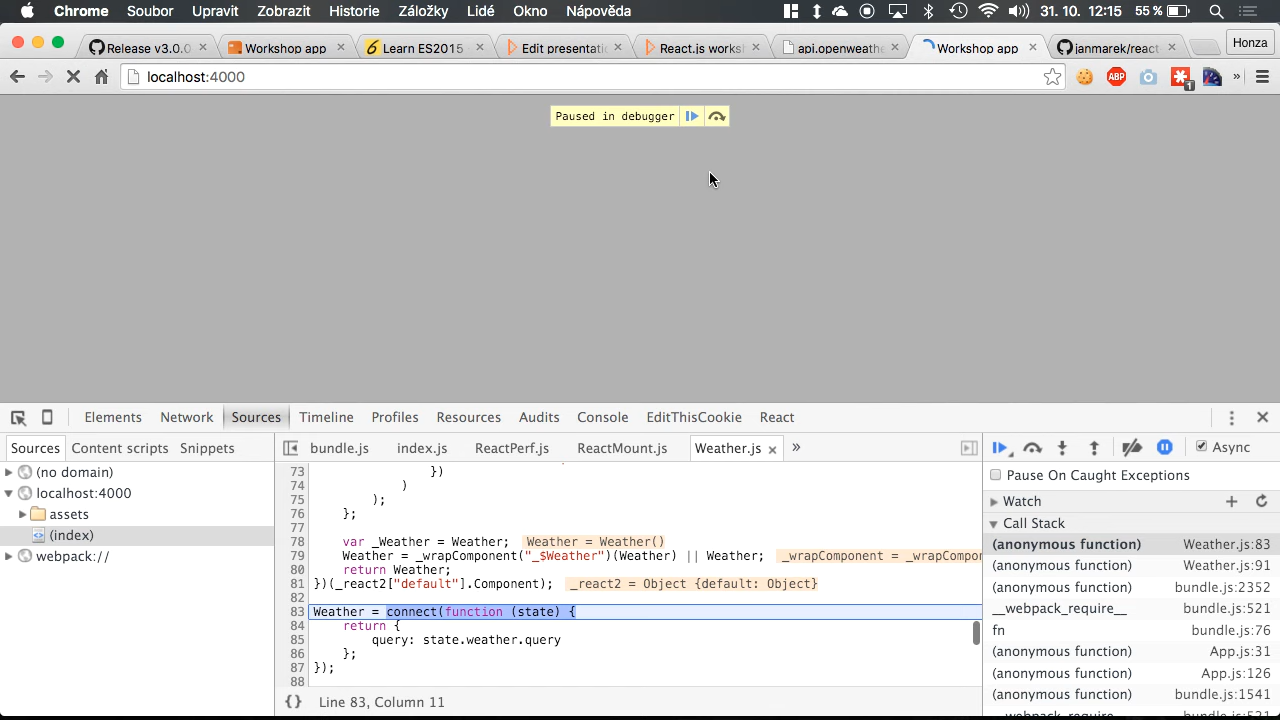 Chrome Soubor Upravit Zobrazit Historie Záložky Lidé Okno Nápověda 31. 10. 12:15 55 %
Release v3.0.0 Workshop app Learn ES2015 Edit presentatio React.js works api.openweathe Workshop app janmarek/react Honza
localhost:4000 ABP 1 »
Paused in debugger
Elements Network Sources Timeline Profiles Resources Audits Console EditThisCookie React
Sources Content scripts Snippets bundle.js index.js ReactPerf.js ReactMount.js Weather.js » Async
(no domain)
localhost:4000
assets
(index)
webpack://
73 })
74 )
75 );
76 };
77
78 var _Weather = Weather; Weather = Weather()
79 Weather = _wrapComponent("_$Weather")(Weather) || Weather; _wrapComponent = _wrapCompon
80 return Weather;
81 })(_react2["default"].Component); _react2 = Object {default: Object}
82
83 Weather = connect(function (state) {
84 return {
85 query: state.weather.query
86 };
87 });
88
{} Line 83, Column 11
Pause On Caught Exceptions
Watch
Call Stack
(anonymous function) Weather.js:83
(anonymous function) Weather.js:91
(anonymous function) bundle.js:2352
__webpack_require__ bundle.js:521
fn bundle.js:76
(anonymous function) App.js:31
(anonymous function) App.js:126
(anonymous function) bundle.js:1541
__webpack_require__ bundle.js:521